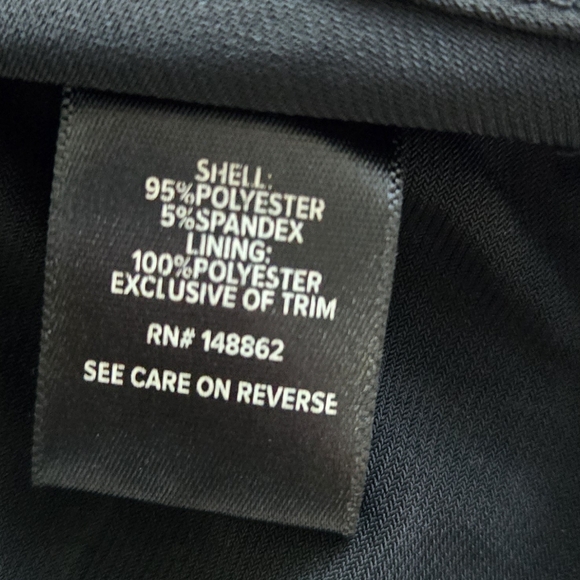 SHELL:
95%POLYESTER
5%SPANDEX
LINING:
100%POLYESTER
EXCLUSIVE OF TRIM
RN# 148862
SEE CARE ON REVERSE